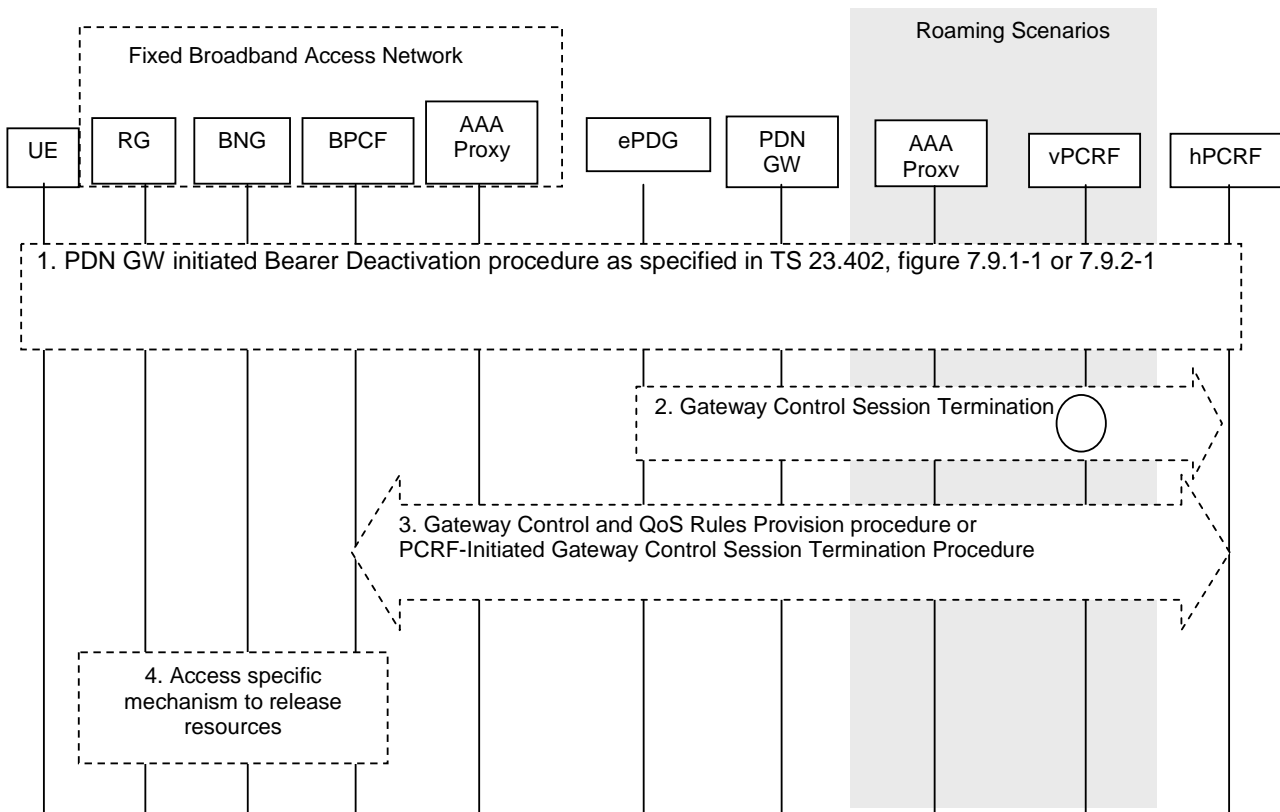 Roaming Scenarios
Fixed Broadband Access Network
UE
RG
BNG
BPCF
AAA
Proxy
ePDG
PDN
GW
AAA
Proxv
vPCRF
hPCRF
1. PDN GW initiated Bearer Deactivation procedure as specified in TS 23.402, figure 7.9.1-1 or 7.9.2-1
2. Gateway Control Session Termination
3. Gateway Control and QoS Rules Provision procedure or
PCRF-Initiated Gateway Control Session Termination Procedure
4. Access specific
mechanism to release
resources